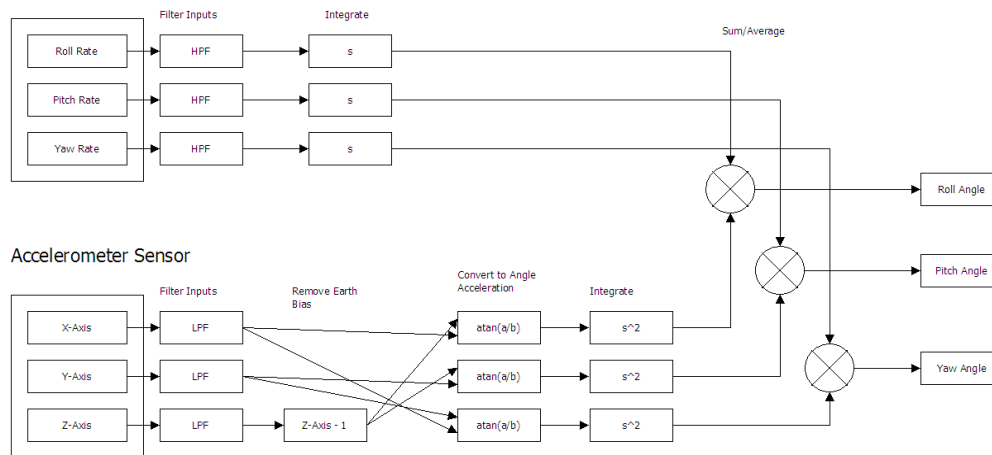 Filter Inputs
Integrate
Sum/Average
Roll Rate
HPF
s
Pitch Rate
HPF
s
Yaw Rate
HPF
s
Roll Angle
Accelerometer Sensor
Pitch Angle
Filter Inputs
Remove Earth
Bias
Convert to Angle
Acceleration
Integrate
X-Axis
LPF
atan(a/b)
s^2
Y-Axis
LPF
atan(a/b)
s^2
Yaw Angle
Z-Axis
LPF
Z-Axis - 1
atan(a/b)
s^2